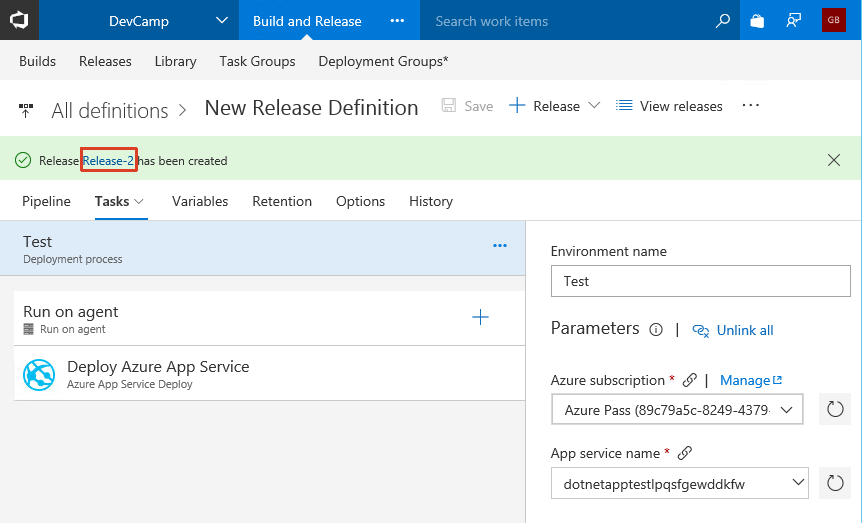 DevCamp Build and Release ··· Search work items GB
Builds Releases Library Task Groups Deployment Groups*
All definitions > New Release Definition Save + Release View releases ···
Release Release-2 has been created
Pipeline Tasks Variables Retention Options History
Test ···
Deployment process
Run on agent
Run on agent
Deploy Azure App Service
Azure App Service Deploy
Environment name
Test
Parameters | Unlink all
Azure subscription * | Manage
Azure Pass (89c79a5c-8249-4379-
App service name *
dotnetapptestlpqsfgewddkfw